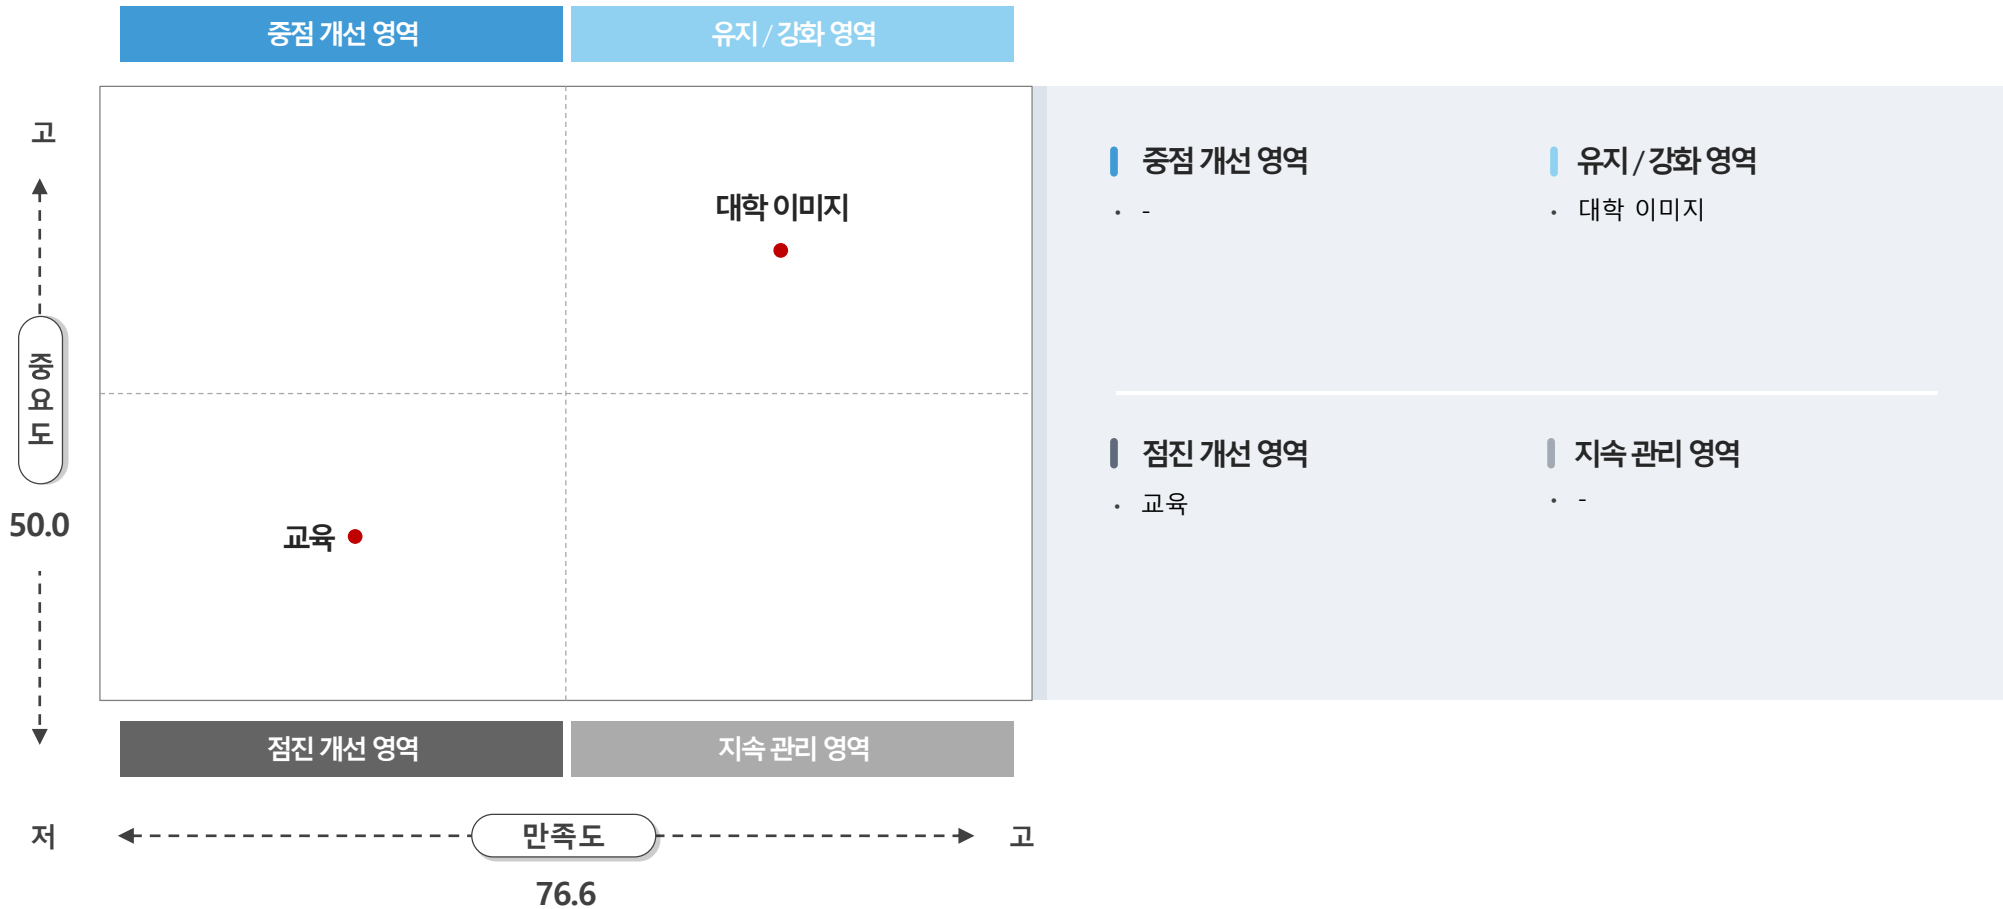 중점 개선 영역
유지 / 강화 영역
고
중요도
50.0
대학 이미지
교육
중점 개선 영역
• -
유지 / 강화 영역
• 대학 이미지
점진 개선 영역
• 교육
지속 관리 영역
• -
점진 개선 영역
지속 관리 영역
저
만족도
고
76.6